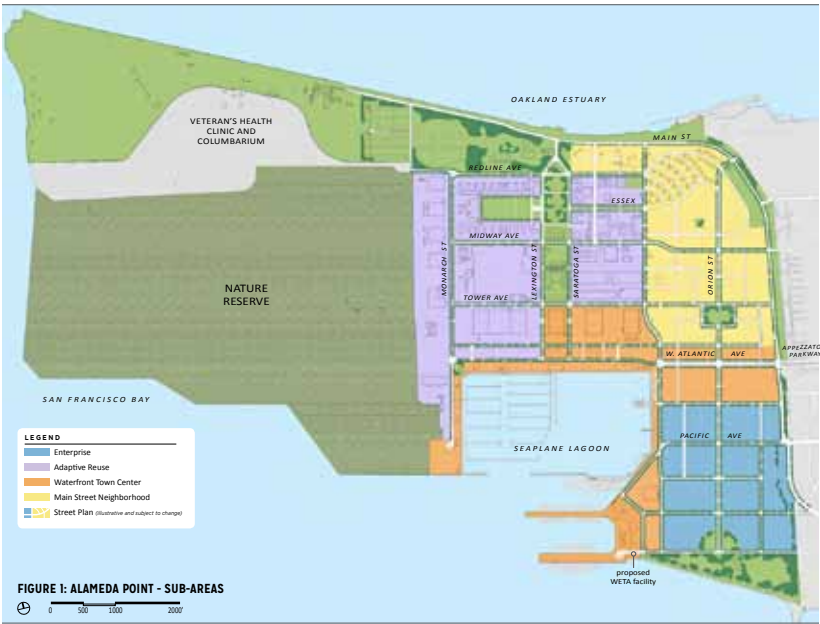 OAKLAND ESTUARY
MAIN ST
VETERAN'S HEALTH
CLINIC AND
COLUMBARIUM
REDLINE AVE
ESSEX
MIDWAY AVE
MONARCH ST
LEXINGTON ST
SARATOGA ST
ORION ST
NATURE
RESERVE
TOWER AVE
W. ATLANTIC AVE
APPEZZATO
PARKWAY
SAN FRANCISCO BAY
SEAPLANE LAGOON
PACIFIC AVE
LEGEND
Enterprise
Adaptive Reuse
Waterfront Town Center
Main Street Neighborhood
Street Plan (illustrative and subject to change)
proposed
WETA facility
FIGURE 1: ALAMEDA POINT - SUB-AREAS
0 500 1000 2000'